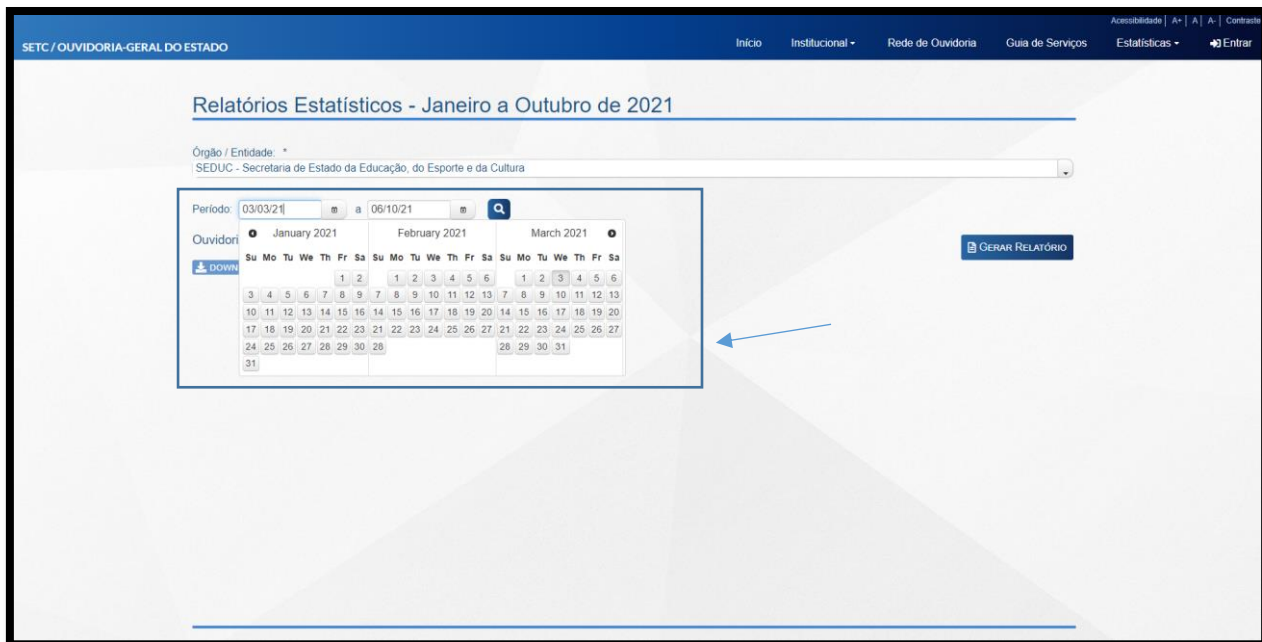 Acessibilidade | A+ | A | A- | Contraste
SETC / OUVIDORIA-GERAL DO ESTADO
Início Institucional Rede de Ouvidoria Guia de Serviços Estatísticas Entrar
Relatórios Estatísticos - Janeiro a Outubro de 2021
Órgão / Entidade: *
SEDUC - Secretaria de Estado da Educação, do Esporte e da Cultura
Período: 03/03/21 a 06/10/21
January 2021 February 2021 March 2021
Ouvidori
GERAR RELATÓRIO
Su Mo Tu We Th Fr Sa Su Mo Tu We Th Fr Sa Su Mo Tu We Th Fr Sa
DOWN
1 2 1 2 3 4 5 6 1 2 3 4 5 6
3 4 5 6 7 8 9 7 8 9 10 11 12 13 7 8 9 10 11 12 13
10 11 12 13 14 15 16 14 15 16 17 18 19 20 14 15 16 17 18 19 20
17 18 19 20 21 22 23 21 22 23 24 25 26 27 21 22 23 24 25 26 27
24 25 26 27 28 29 30 28 28 29 30 31
31